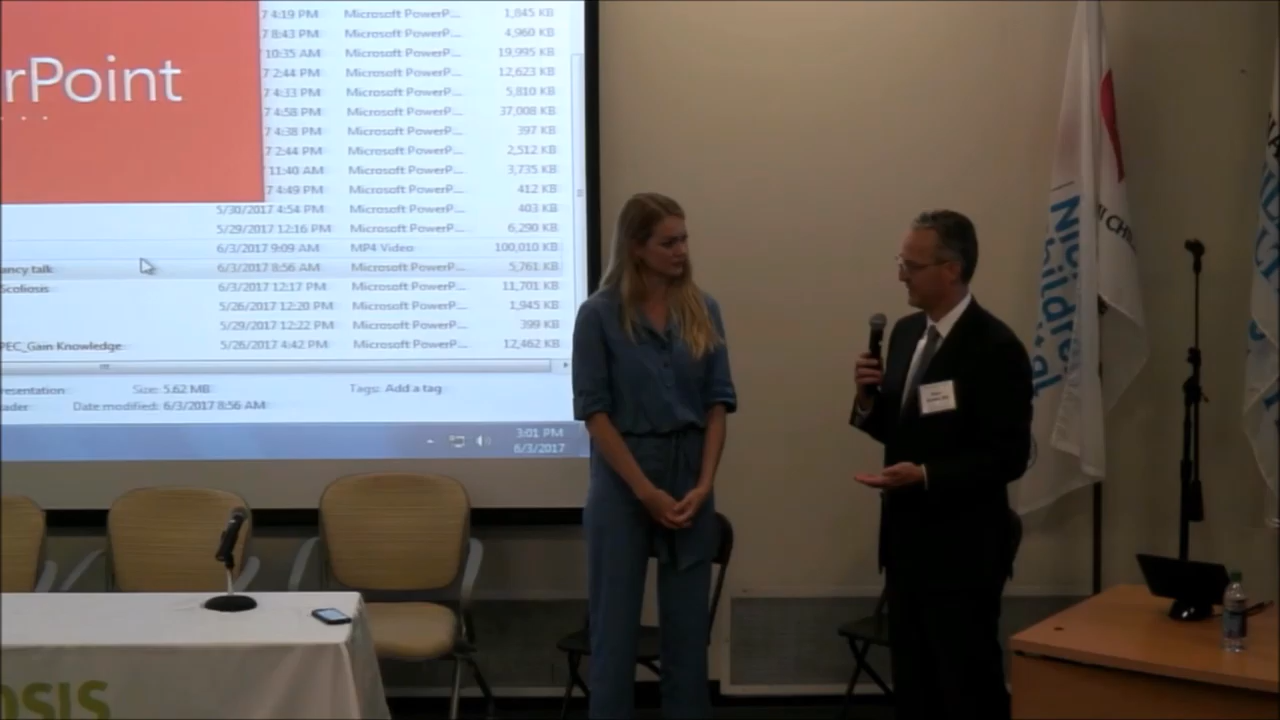 rPoint
7 4:19 PM Microsoft PowerP... 1,845 KB
7 8:43 PM Microsoft PowerP... 4,960 KB
7 10:35 AM Microsoft PowerP... 19,995 KB
7 2:44 PM Microsoft PowerP... 12,623 KB
7 4:33 PM Microsoft PowerP... 5,810 KB
7 4:58 PM Microsoft PowerP... 37,008 KB
7 4:38 PM Microsoft PowerP... 397 KB
7 2:44 PM Microsoft PowerP... 2,512 KB
11:40 AM Microsoft PowerP... 3,735 KB
7 4:49 PM Microsoft PowerP... 412 KB
5/30/2017 4:54 PM Microsoft PowerP... 403 KB
5/29/2017 12:16 PM Microsoft PowerP... 6,290 KB
6/3/2017 9:09 AM MP4 Video 100,010 KB
ancy talk 6/3/2017 8:56 AM Microsoft PowerP... 5,761 KB
Scoliosis 6/3/2017 12:17 PM Microsoft PowerP... 11,701 KB
5/26/2017 12:20 PM Microsoft PowerP... 1,945 KB
5/29/2017 12:22 PM Microsoft PowerP... 399 KB
PEC_Gain Knowledge 5/26/2017 4:42 PM Microsoft PowerP... 12,462 KB
resentation Size: 5.62 MB Tags: Add a tag
ader Date modified: 6/3/2017 8:56 AM
3:01 PM
6/3/2017
OSIS